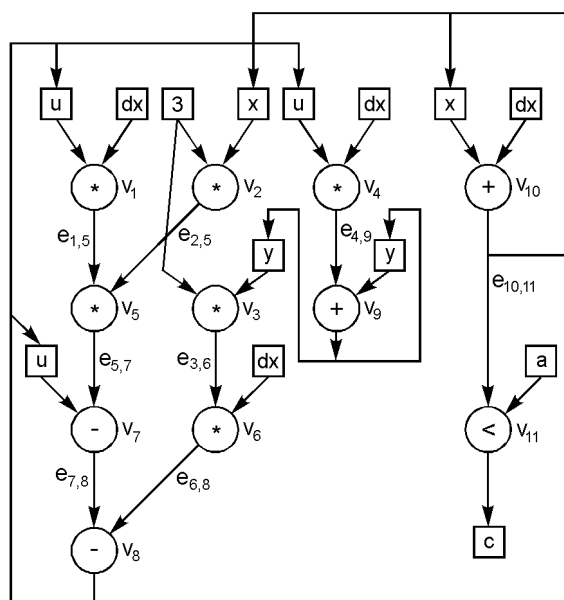 u dx 3 x u dx x dx
* v1 * v2 * v4 + v10
e1,5 e2,5 e4,9
y y
e10,11
* v5 * v3 + v9
u e5,7 e3,6 dx a
- v7 * v6 < v11
e7,8 e6,8
- v8 c